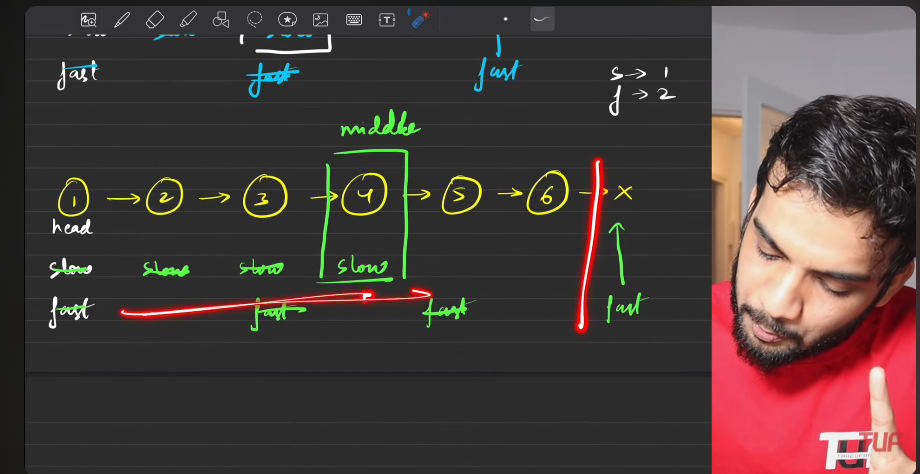 fast fast fast
s → 1
f → 2
middle
1 → 2 → 3 → 4 → 5 → 6 → x
head
slow slow slow slow
fast fast fast fast
TUF